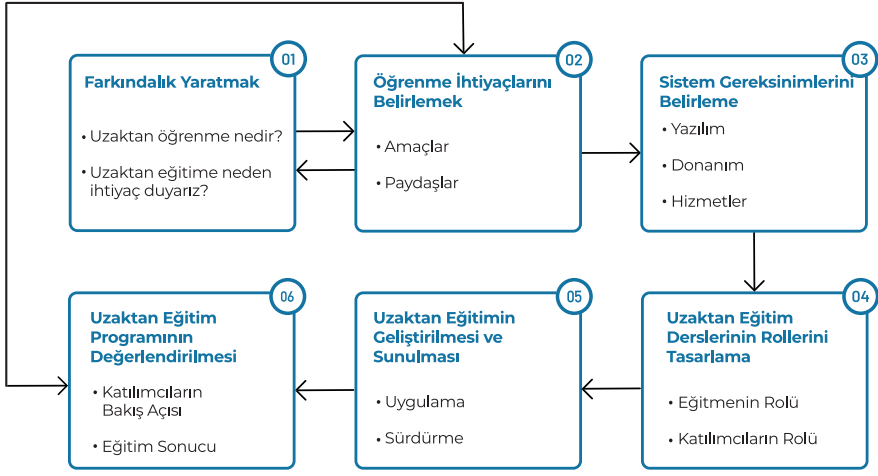 01
Farkındalık Yaratmak
• Uzaktan öğrenme nedir?
• Uzaktan eğitime neden
ihtiyaç duyarız?
02
Öğrenme İhtiyaçlarını
Belirlemek
• Amaçlar
• Paydaşlar
03
Sistem Gereksinimlerini
Belirleme
• Yazılım
• Donanım
• Hizmetler
04
Uzaktan Eğitim
Derslerinin Rollerini
Tasarlama
• Eğitmenin Rolü
• Katılımcıların Rolü
05
Uzaktan Eğitimin
Geliştirilmesi ve
Sunulması
• Uygulama
• Sürdürme
06
Uzaktan Eğitim
Programının
Değerlendirilmesi
• Katılımcıların
Bakış Açısı
• Eğitim Sonucu